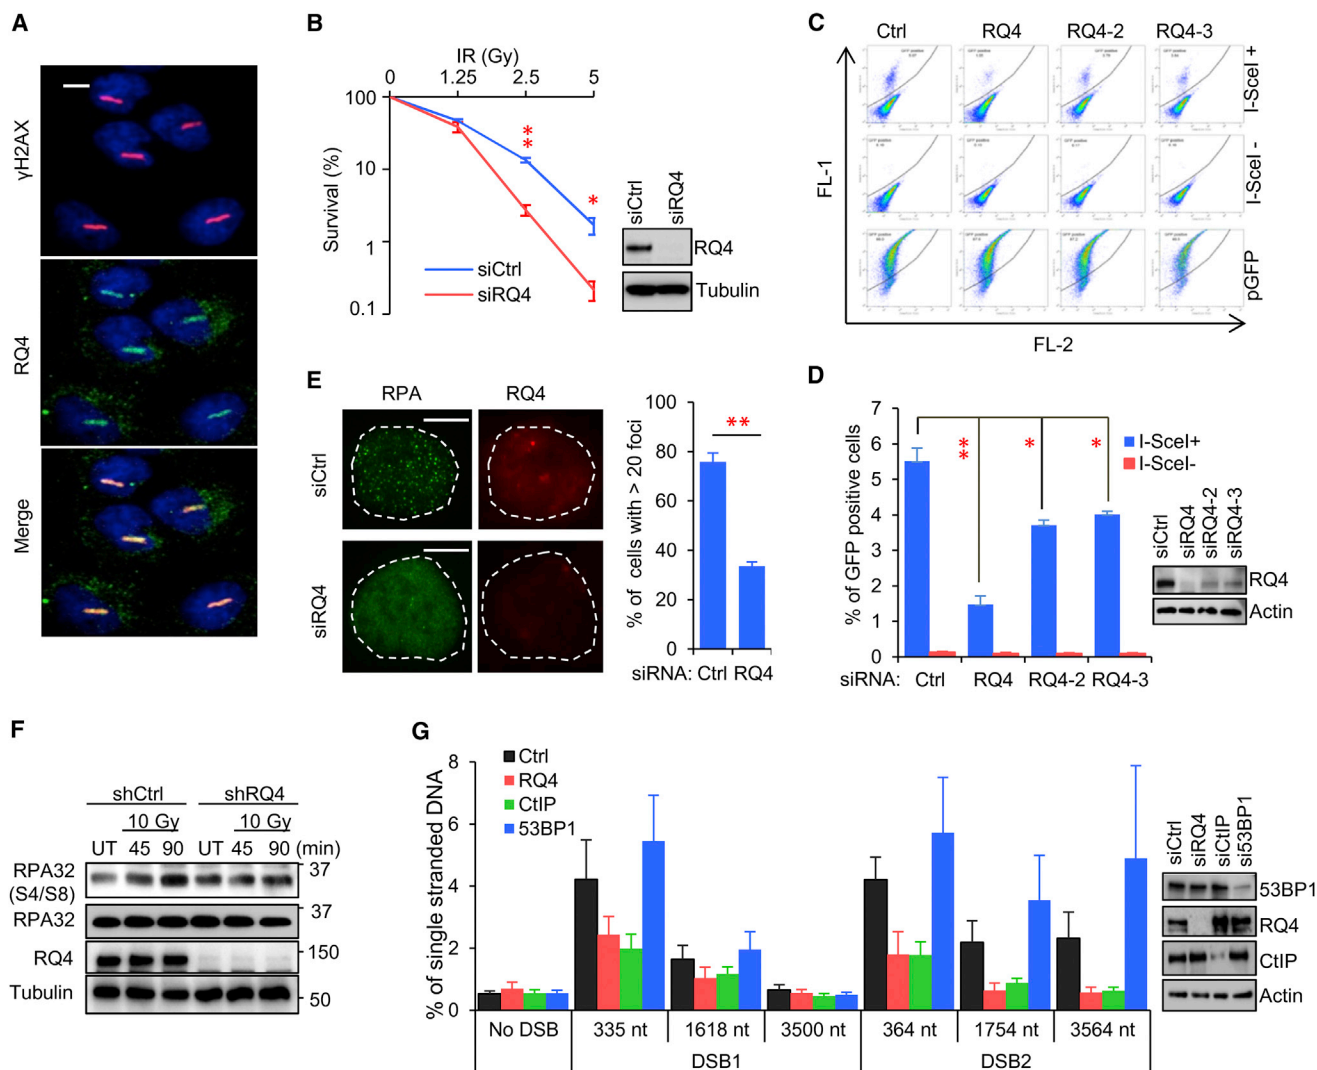 A
γH2AX
RQ4
Merge
B
IR (Gy)
0 1.25 2.5 5
Survival (%)
100
10
1
0.1
*
*
*
siCtrl
siRQ4
siCtrl siRQ4
RQ4
Tubulin
C
Ctrl RQ4 RQ4-2 RQ4-3
I-SceI +
I-SceI -
pGFP
FL-1
FL-2
GFP positive
D
% of GFP positive cells
7
6
5
4
3
2
1
0
*
*
*
*
I-SceI+
I-SceI-
siRNA: Ctrl RQ4 RQ4-2 RQ4-3
siCtrl siRQ4 siRQ4-2 siRQ4-3
RQ4
Actin
E
RPA RQ4
siCtrl
siRQ4
% of cells with > 20 foci
100
80
60
40
20
0
**
siRNA: Ctrl RQ4
F
shCtrl shRQ4
10 Gy 10 Gy
UT 45 90 UT 45 90 (min)
RPA32
(S4/S8)
37
RPA32
37
RQ4
150
Tubulin
50
G
% of single stranded DNA
8
6
4
2
0
Ctrl
RQ4
CtIP
53BP1
No DSB 335 nt 1618 nt 3500 nt 364 nt 1754 nt 3564 nt
DSB1 DSB2
siCtrl siRQ4 siCtIP si53BP1
53BP1
RQ4
CtIP
Actin